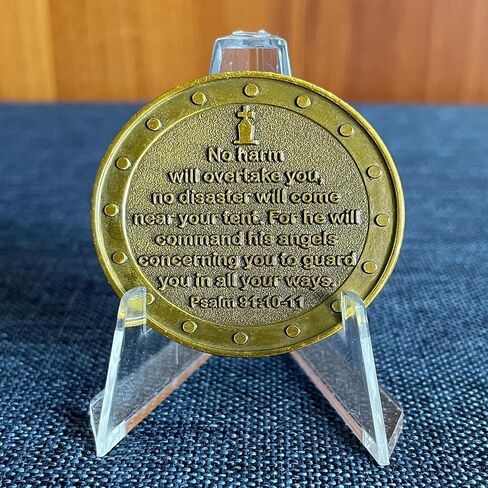 No harm
will overtake you,
no disaster will come
near your tent. For he will
command his angels
concerning you to guard
you in all your ways.
Psalm 91:10-11